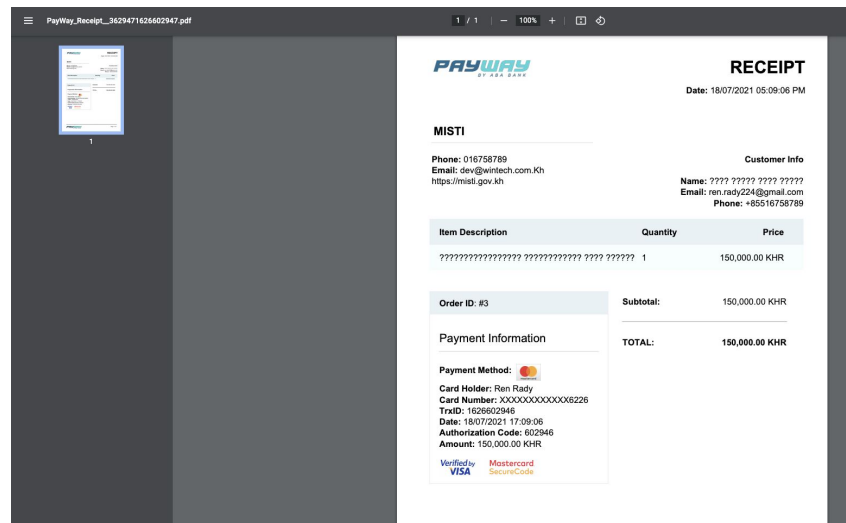 PayWay_Receipt__3629471626602947.pdf
1 / 1 | − 100% + |
1
PAYWAY
BY ABA BANK
RECEIPT
Date: 18/07/2021 05:09:06 PM
MISTI
Phone: 016758789
Email: dev@wintech.com.Kh
https://misti.gov.kh
Customer Info
Name: ???? ????? ???? ?????
Email: ren.rady224@gmail.com
Phone: +85516758789
Item Description Quantity Price
????????????????? ???????????? ???? ?????? 1 150,000.00 KHR
Order ID: #3
Subtotal: 150,000.00 KHR
TOTAL: 150,000.00 KHR
Payment Information
Payment Method:
Card Holder: Ren Rady
Card Number: XXXXXXXXXXXX6226
TrxID: 1626602946
Date: 18/07/2021 17:09:06
Authorization Code: 602946
Amount: 150,000.00 KHR
Verified by VISA
Mastercard SecureCode